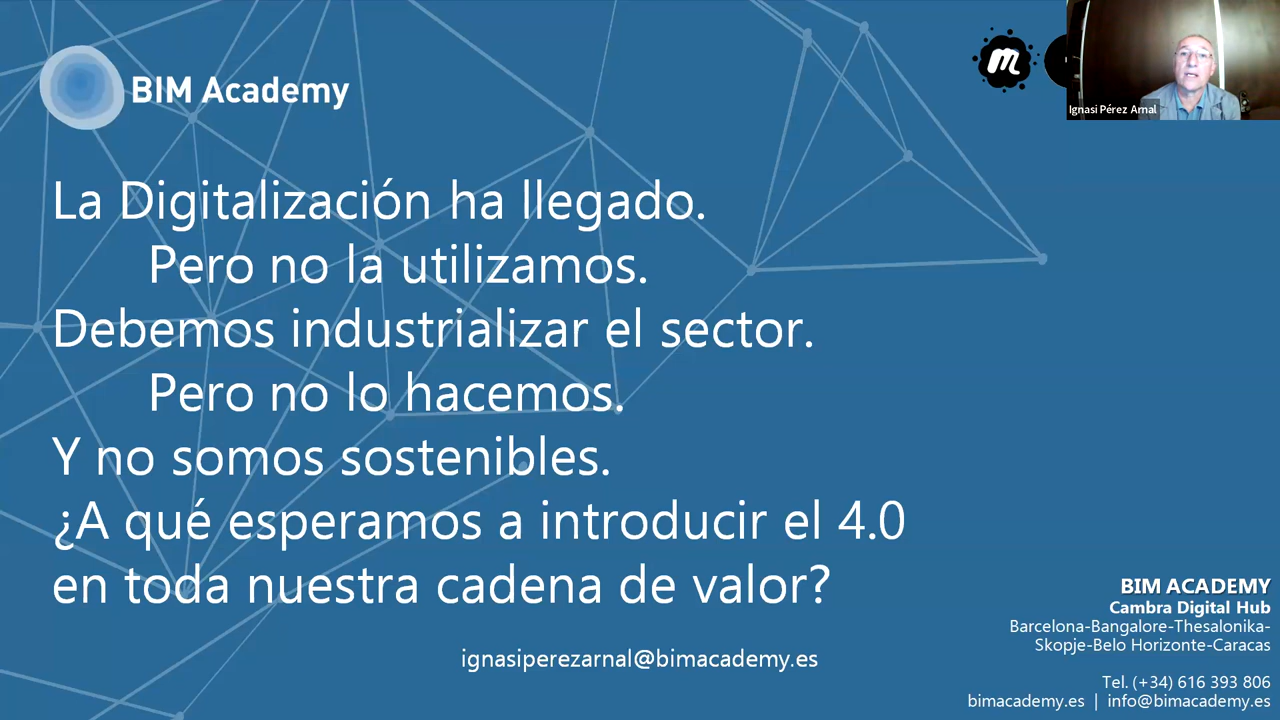 BIM Academy
m
Ignasi Pérez Arnal
La Digitalización ha llegado.
Pero no la utilizamos.
Debemos industrializar el sector.
Pero no lo hacemos.
Y no somos sostenibles.
¿A qué esperamos a introducir el 4.0
en toda nuestra cadena de valor?
ignasiperezarnal@bimacademy.es
BIM ACADEMY
Cambra Digital Hub
Barcelona-Bangalore-Thesalonika-
Skopje-Belo Horizonte-Caracas
Tel. (+34) 616 393 806
bimacademy.es | info@bimacademy.es